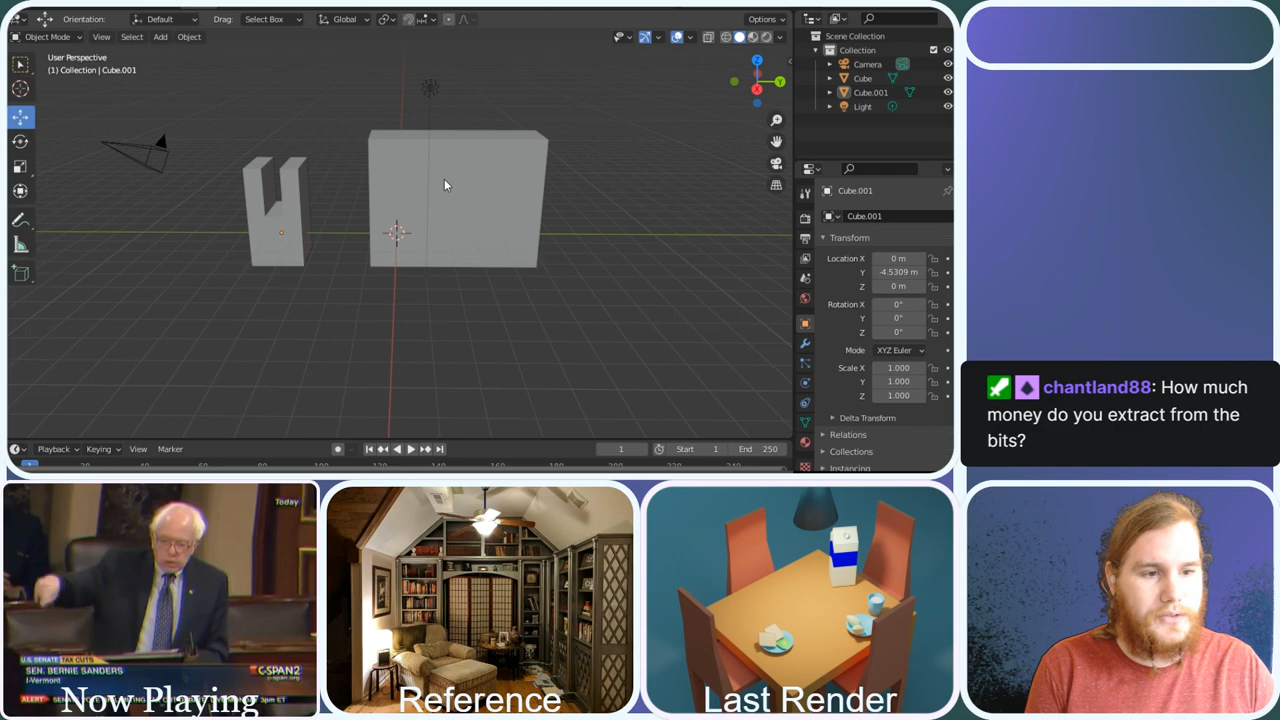 Orientation:
Default
Drag:
Select Box
Global
Options
Object Mode
View
Select
Add
Object
User Perspective
(1) Collection | Cube.001
X
Y
Z
Scene Collection
Collection
Camera
Cube
Cube.001
Light
Cube.001
Cube.001
Transform
Location X 0 m
Y -4.5309 m
Z 0 m
Rotation X 0°
Y 0°
Z 0°
Mode XYZ Euler
Scale X 1.000
Y 1.000
Z 1.000
Delta Transform
Relations
Collections
Instancing
Playback
Keying
View
Marker
1
Start 1
End 250
chantland88: How much
money do you extract from the
bits?
Today
U.S. SENATE TAX CUTS
SEN. BERNIE SANDERS
I-Vermont
C-SPAN2
ALERT
Now Playing
Reference
Last Render